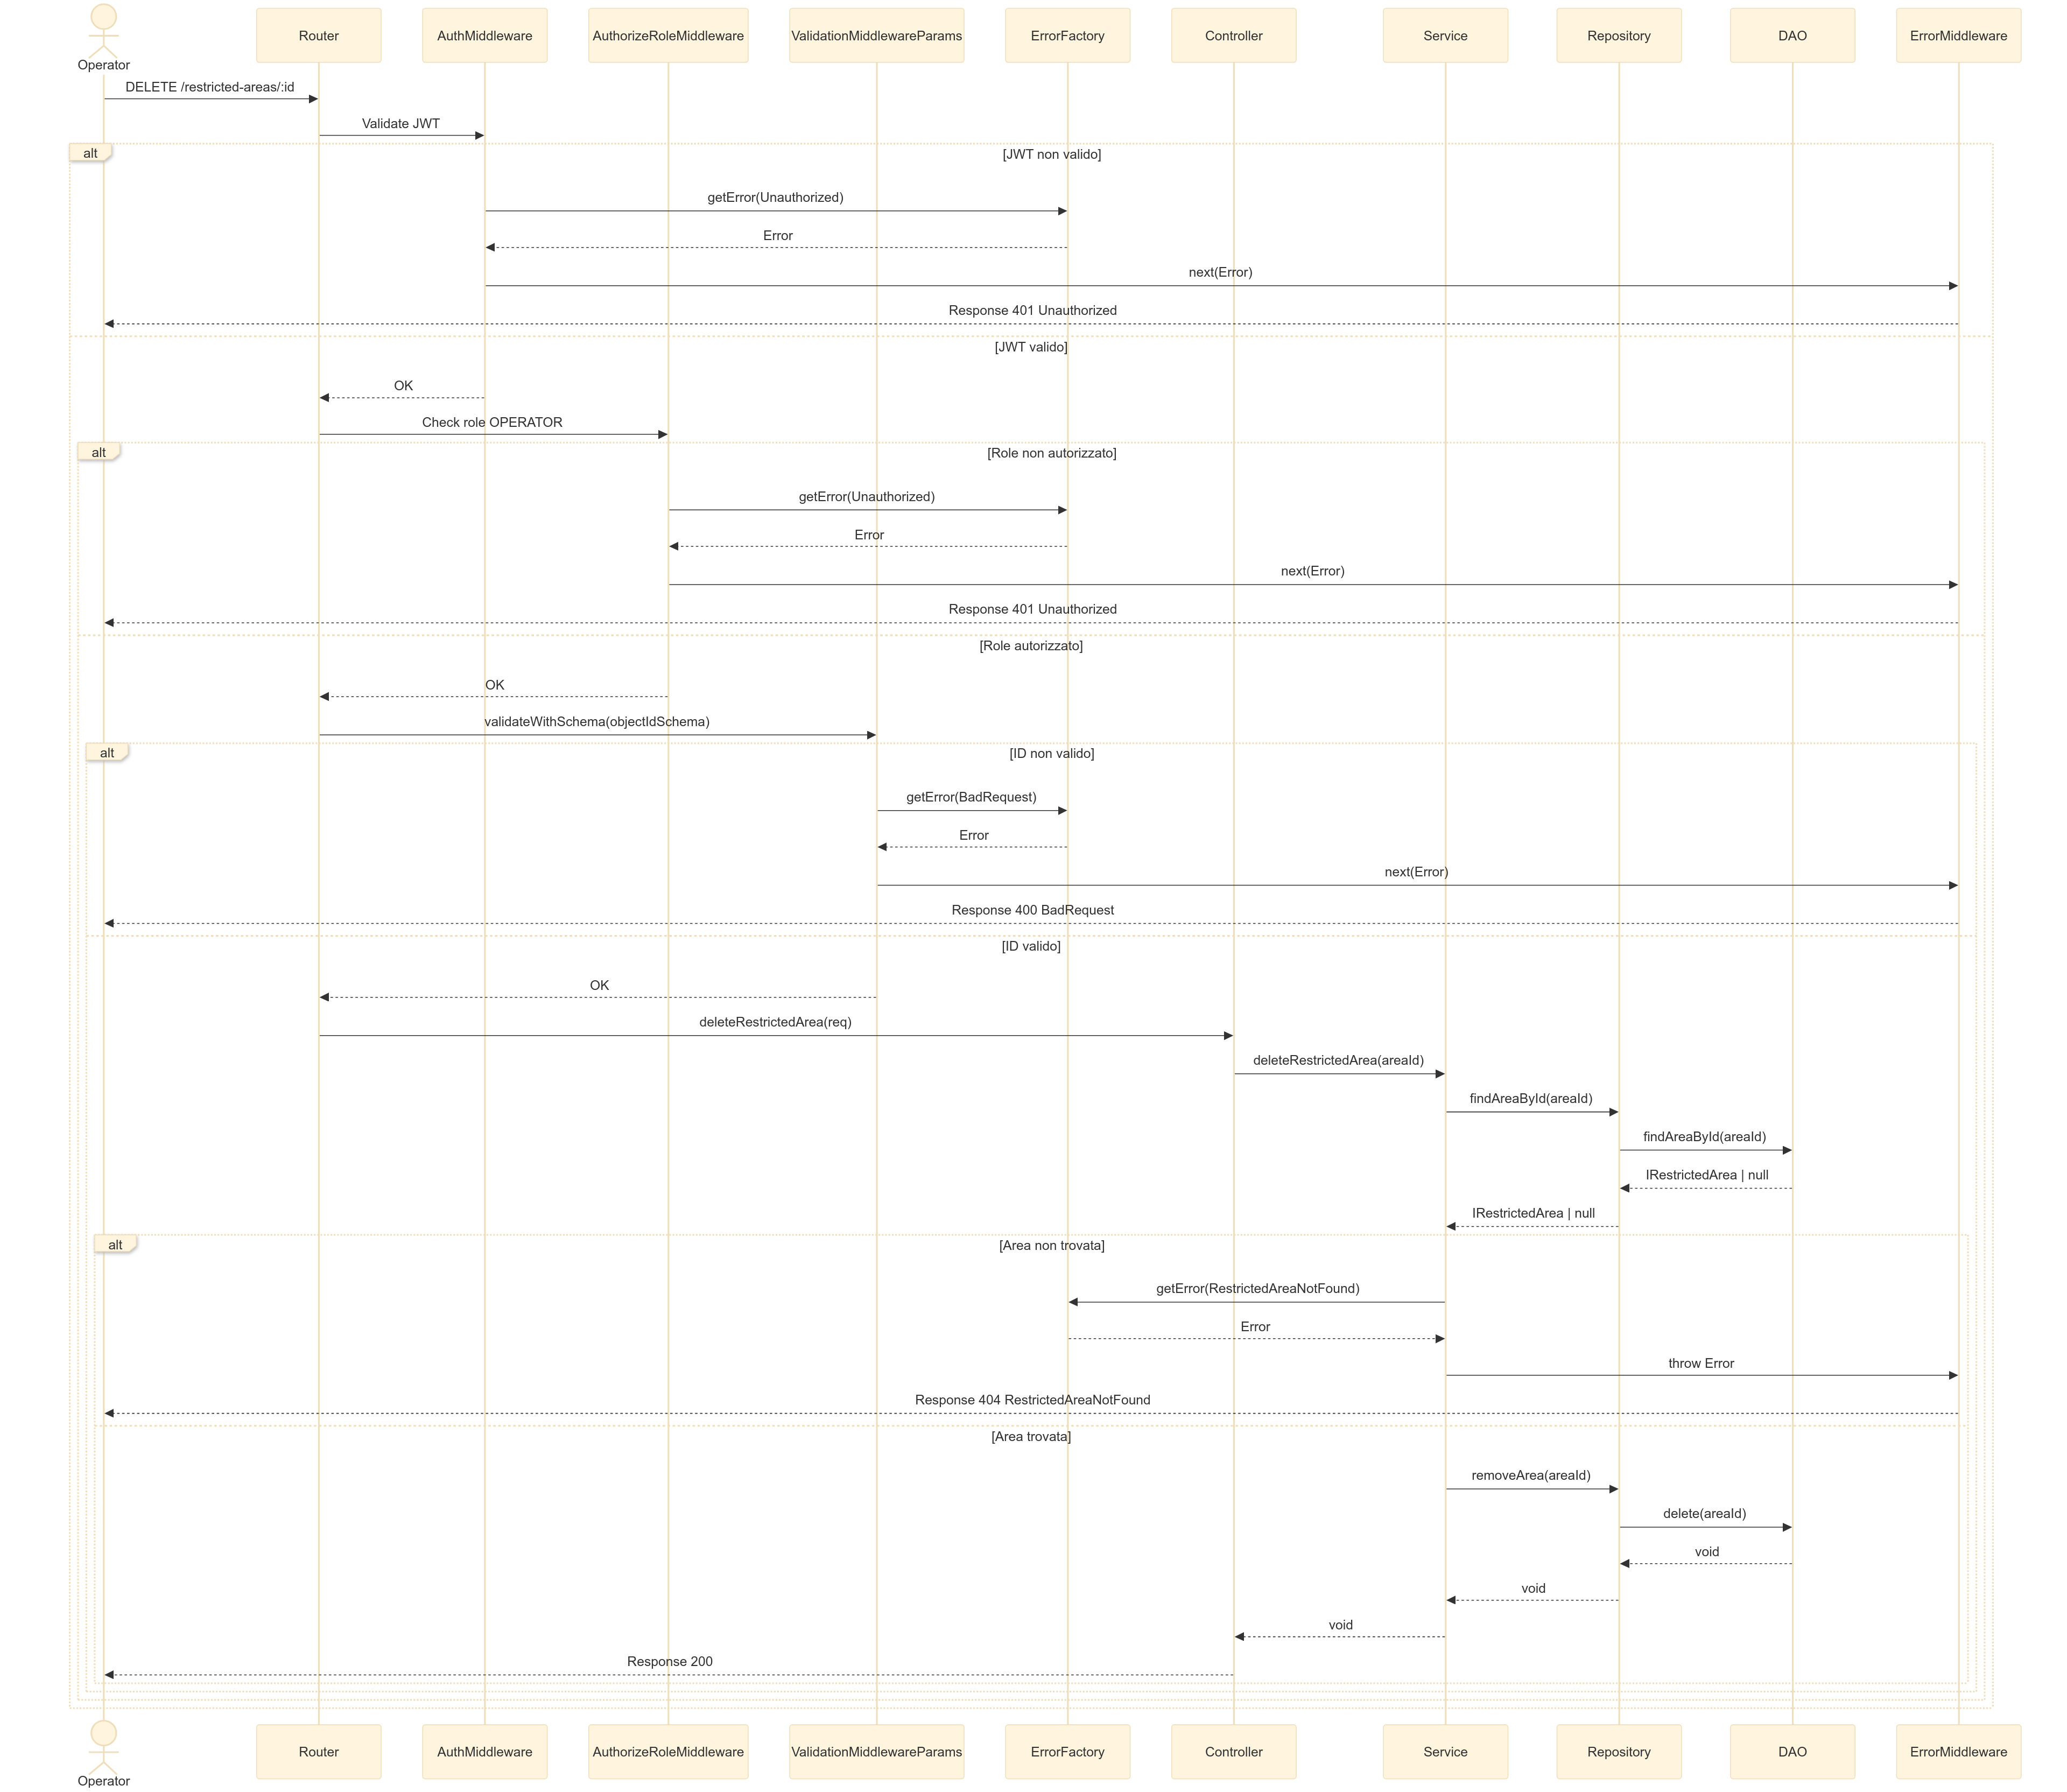 Operator
Router
AuthMiddleware
AuthorizeRoleMiddleware
ValidationMiddlewareParams
ErrorFactory
Controller
Service
Repository
DAO
ErrorMiddleware
DELETE /restricted-areas/:id
Validate JWT
alt
[JWT non valido]
getError(Unauthorized)
Error
next(Error)
Response 401 Unauthorized
[JWT valido]
OK
Check role OPERATOR
alt
[Role non autorizzato]
getError(Unauthorized)
Error
next(Error)
Response 401 Unauthorized
[Role autorizzato]
OK
validateWithSchema(objectIdSchema)
alt
[ID non valido]
getError(BadRequest)
Error
next(Error)
Response 400 BadRequest
[ID valido]
OK
deleteRestrictedArea(req)
deleteRestrictedArea(areaId)
findAreaById(areaId)
findAreaById(areaId)
IRestrictedArea | null
IRestrictedArea | null
alt
[Area non trovata]
getError(RestrictedAreaNotFound)
Error
throw Error
Response 404 RestrictedAreaNotFound
[Area trovata]
removeArea(areaId)
delete(areaId)
void
void
void
Response 200
Operator
Router
AuthMiddleware
AuthorizeRoleMiddleware
ValidationMiddlewareParams
ErrorFactory
Controller
Service
Repository
DAO
ErrorMiddleware